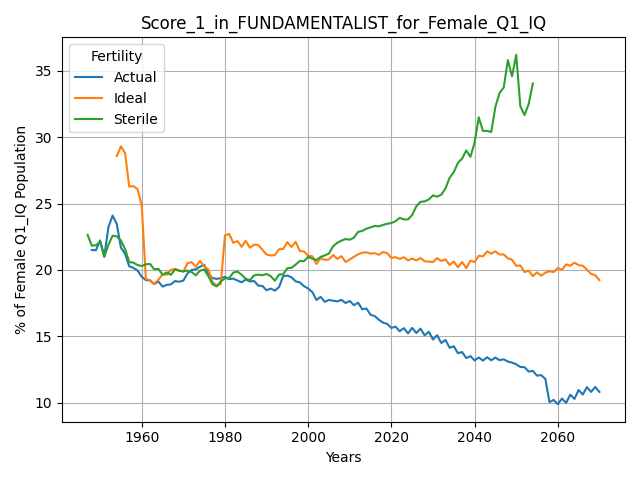 Score_1_in_FUNDAMENTALIST_for_Female_Q1_IQ
Fertility
Actual
Ideal
Sterile
% of Female Q1_IQ Population
35
30
25
20
15
10
1960
1980
2000
2020
2040
2060
Years